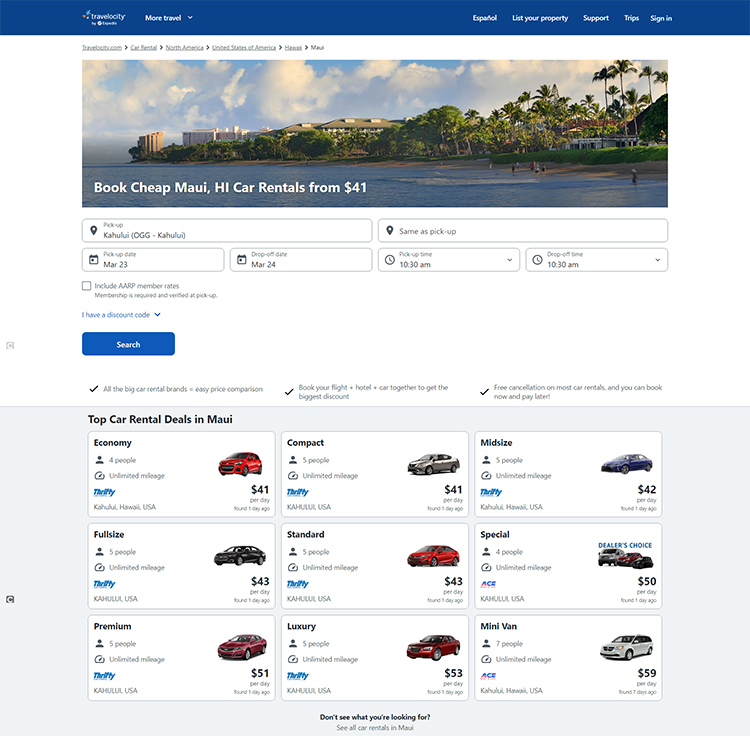 travelocity
by Expedia
More travel
Español
List your property
Support
Trips
Sign in
Travelocity.com > Car Rental > North America > United States of America > Hawaii > Maui
Book Cheap Maui, HI Car Rentals from $41
Pick-up
Kahului (OGG - Kahului)
Same as pick-up
Pick-up date
Mar 23
Drop-off date
Mar 24
Pick-up time
10:30 am
Drop-off time
10:30 am
Include AARP member rates
Membership is required and verified at pick-up.
I have a discount code
Search
All the big car rental brands = easy price comparison
Book your flight + hotel + car together to get the
biggest discount
Free cancellation on most car rentals, and you can book
now and pay later!
Top Car Rental Deals in Maui
Economy
4 people
Unlimited mileage
Thrifty
Kahului, Hawaii, USA
$41
per day
found 1 day ago
Compact
5 people
Unlimited mileage
Thrifty
KAHULUI, USA
$41
per day
found 1 day ago
Midsize
5 people
Unlimited mileage
Thrifty
Kahului, Hawaii, USA
$42
per day
found 1 day ago
Fullsize
5 people
Unlimited mileage
Thrifty
KAHULUI, USA
$43
per day
found 1 day ago
Standard
5 people
Unlimited mileage
Thrifty
KAHULUI, USA
$43
per day
found 1 day ago
Special
4 people
Unlimited mileage
DEALER'S CHOICE
ACE
KAHULUI, USA
$50
per day
found 1 day ago
Premium
5 people
Unlimited mileage
Thrifty
KAHULUI, USA
$51
per day
found 1 day ago
Luxury
5 people
Unlimited mileage
Thrifty
KAHULUI, USA
$53
per day
found 1 day ago
Mini Van
7 people
Unlimited mileage
ACE
Kahului, Hawaii, USA
$59
per day
found 7 days ago
Don't see what you're looking for?
See all car rentals in Maui